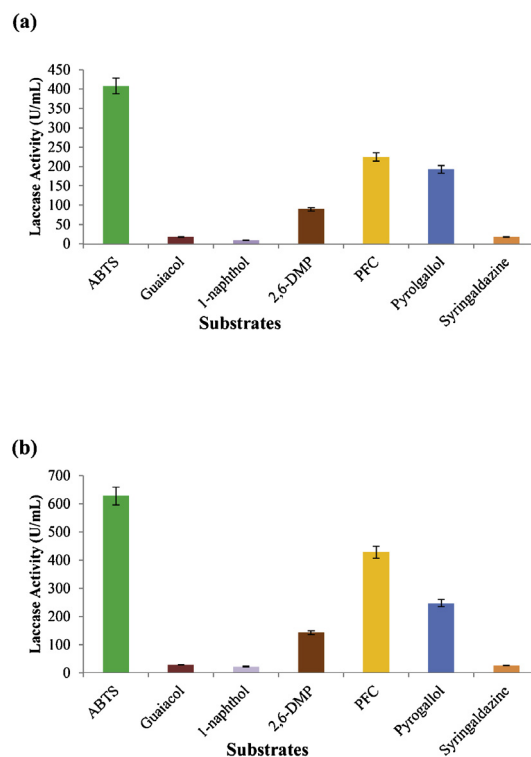 (a)
Laccase Activity (U/mL)
450
400
350
300
250
200
150
100
50
0
ABTS
Guaiacol
1-naphthol
2,6-DMP
PFC
Pyrolgallol
Syringaldazine
Substrates
(b)
Laccase Activity (U/mL)
700
600
500
400
300
200
100
0
ABTS
Guaiacol
1-naphthol
2,6-DMP
PFC
Pyrogallol
Syringaldazine
Substrates